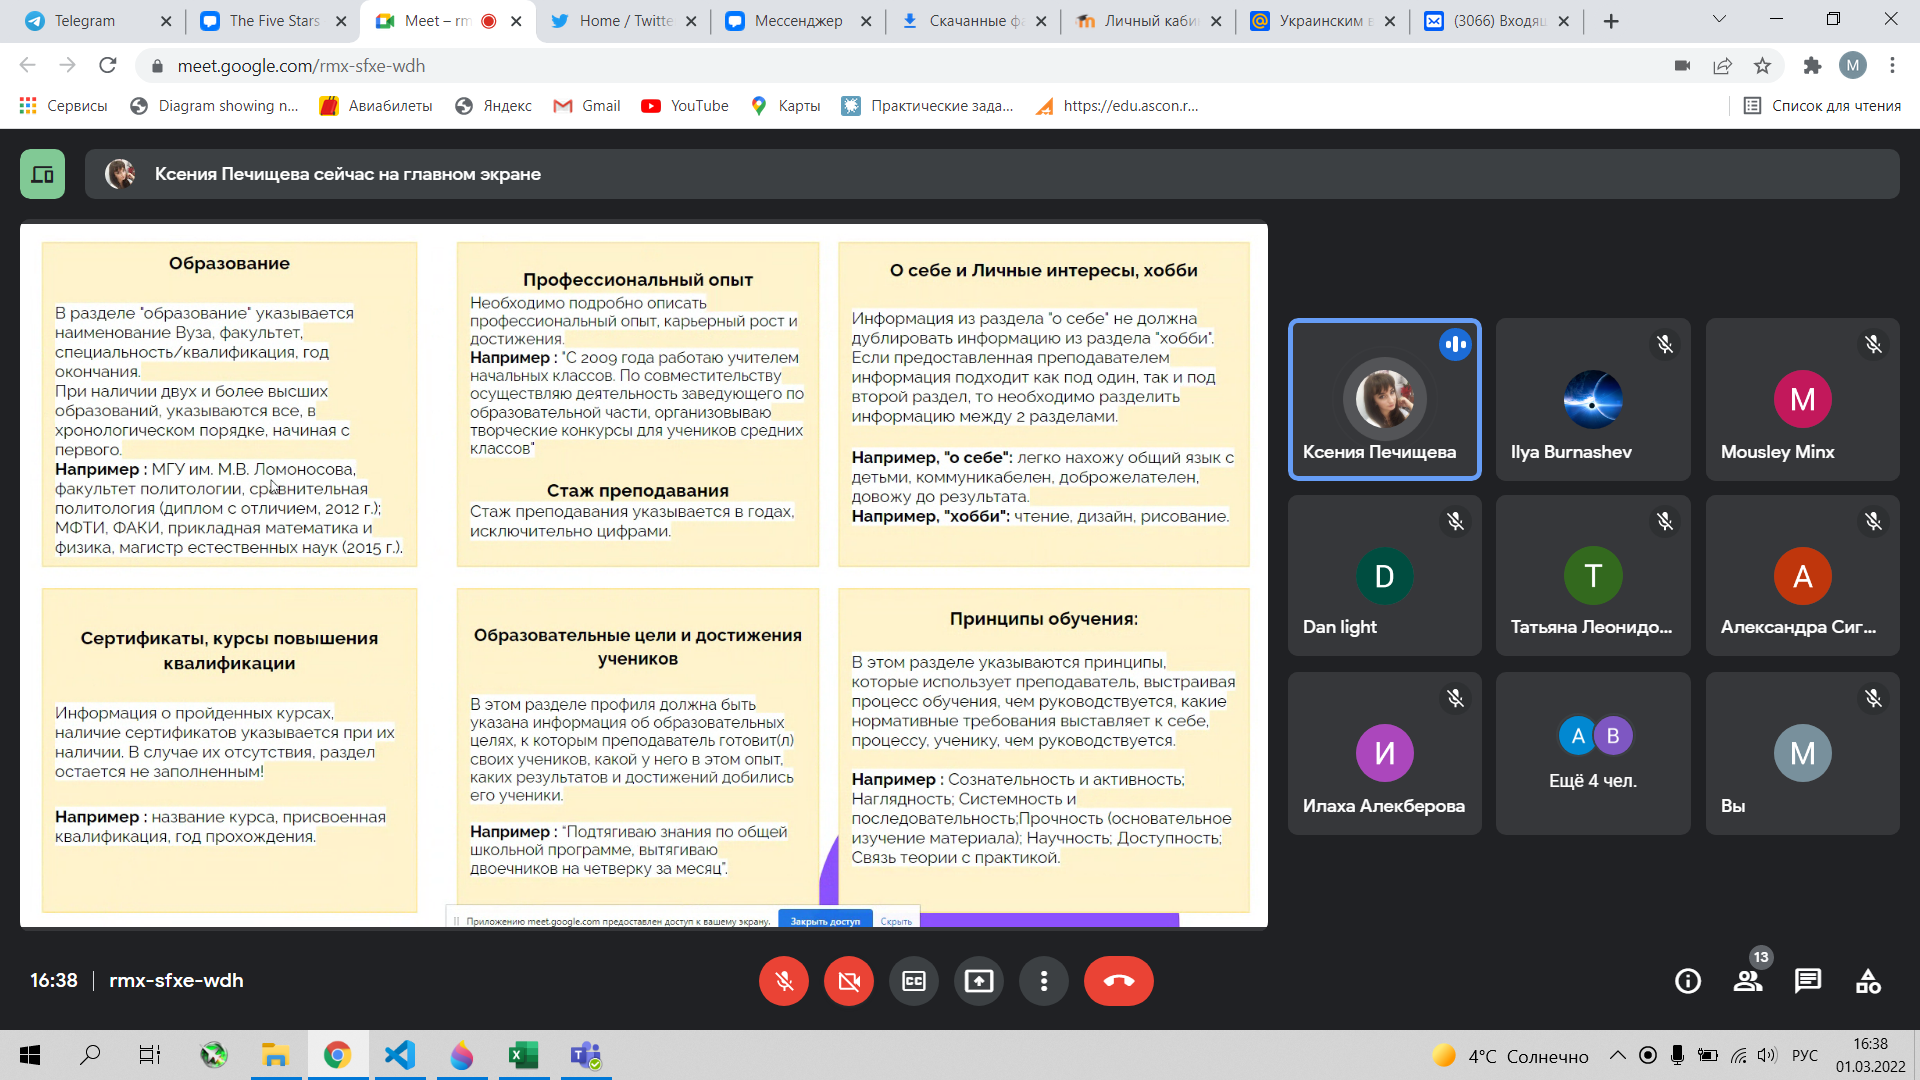 Telegram
The Five Stars
Meet – rm
Home / Twitte
Мессенджер
Скачанные ф
Личный каби
Украинским в
(3066) Входящ
meet.google.com/rmx-sfxe-wdh
M
Сервисы
Diagram showing n...
Авиабилеты
Яндекс
Gmail
YouTube
Карты
Практические зада...
https://edu.ascon.r...
Список для чтения
Ксения Печищева сейчас на главном экране
Образование
В разделе "образование" указывается
наименование Вуза, факультет,
специальность/квалификация, год
окончания.
При наличии двух и более высших
образований, указываются все, в
хронологическом порядке, начиная с
первого.
Например : МГУ им. М.В. Ломоносова,
факультет политологии, сравнительная
политология (диплом с отличием, 2012 г.);
МФТИ, ФАКИ, прикладная математика и
физика, магистр естественных наук (2015 г.).
Профессиональный опыт
Необходимо подробно описать
профессиональный опыт, карьерный рост и
достижения.
Например : "С 2009 года работаю учителем
начальных классов. По совместительству
осуществляю деятельность заведующего по
образовательной части, организовываю
творческие конкурсы для учеников средних
классов"
Стаж преподавания
Стаж преподавания указывается в годах,
исключительно цифрами.
О себе и Личные интересы, хобби
Информация из раздела "о себе" не должна
дублировать информацию из раздела "хобби".
Если предоставленная преподавателем
информация подходит как под один, так и под
второй раздел, то необходимо разделить
информацию между 2 разделами.
Например, "о себе": легко нахожу общий язык с
детьми, коммуникабелен, доброжелателен,
довожу до результата.
Например, "хобби": чтение, дизайн, рисование.
Сертификаты, курсы повышения
квалификации
Информация о пройденных курсах,
наличие сертификатов указывается при их
наличии. В случае их отсутствия, раздел
остается не заполненным!
Например : название курса, присвоенная
квалификация, год прохождения.
Образовательные цели и достижения
учеников
В этом разделе профиля должна быть
указана информация об образовательных
целях, к которым преподаватель готовит(л)
своих учеников, какой у него в этом опыт,
каких результатов и достижений добились
его ученики.
Например : "Подтягиваю знания по общей
школьной программе, вытягиваю
двоечников на четверку за месяц".
Принципы обучения:
В этом разделе указываются принципы,
которые использует преподаватель, выстраивая
процесс обучения, чем руководствуется, какие
нормативные требования выставляет к себе,
процессу, ученику, чем руководствуется.
Например : Сознательность и активность;
Наглядность; Системность и
последовательность;Прочность (основательное
изучение материала); Научность; Доступность;
Связь теории с практикой.
Приложению meet.google.com предоставлен доступ к вашему экрану.
Закрыть доступ
Скрыть
Ксения Печищева
Ilya Burnashev
M
Mousley Minx
D
Dan light
T
Татьяна Леонидо...
А
Александра Сиг...
И
Илаха Алекберова
A
B
Ещё 4 чел.
M
Вы
16:38
rmx-sfxe-wdh
13
4°C Солнечно
РУС
16:38
01.03.2022